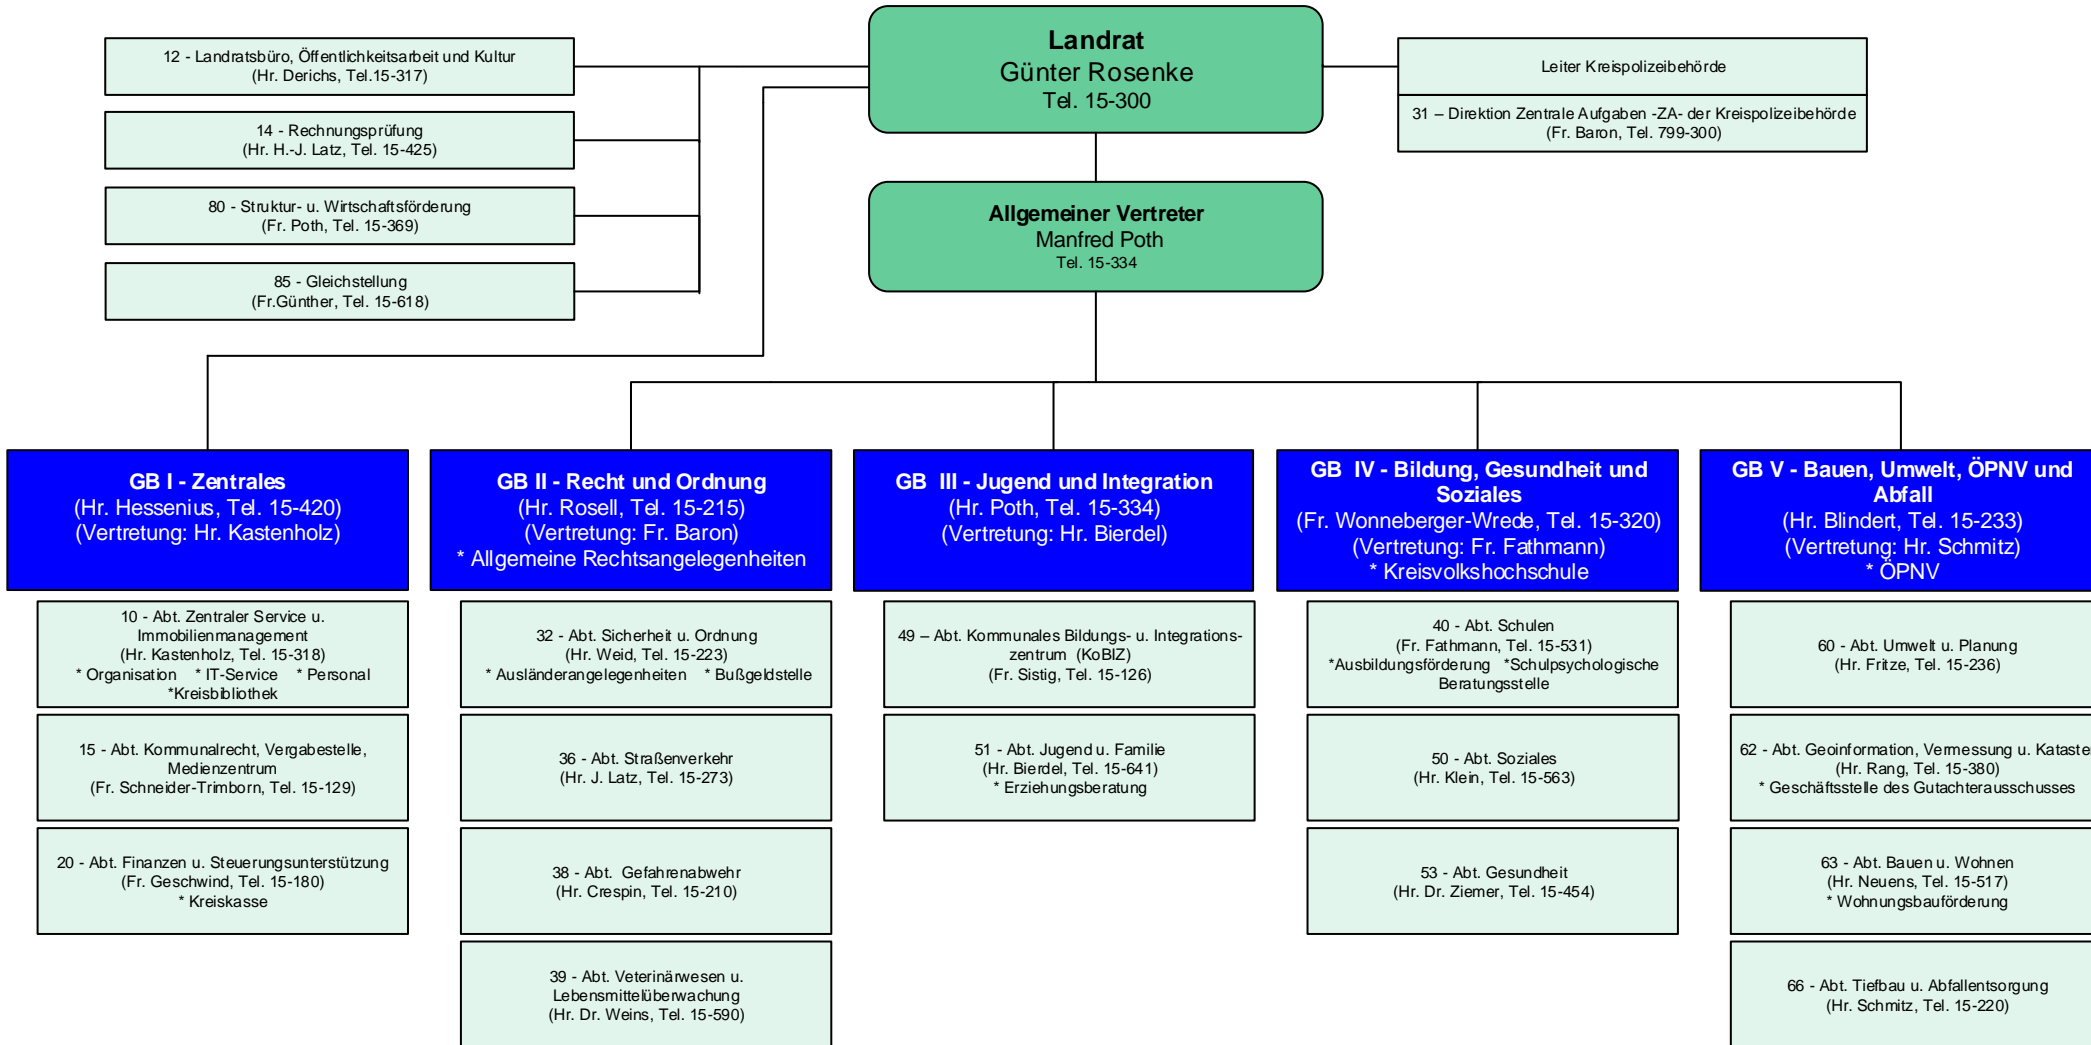 Landrat
Günter Rosenke
Tel. 15-300
12 - Landratsbüro, Öffentlichkeitsarbeit und Kultur
(Hr. Derichs, Tel.15-317)
14 - Rechnungsprüfung
(Hr. H.-J. Latz, Tel. 15-425)
80 - Struktur- u. Wirtschaftsförderung
(Fr. Poth, Tel. 15-369)
85 - Gleichstellung
(Fr.Günther, Tel. 15-618)
Leiter Kreispolizeibehörde
31 – Direktion Zentrale Aufgaben -ZA- der Kreispolizeibehörde
(Fr. Baron, Tel. 799-300)
Allgemeiner Vertreter
Manfred Poth
Tel. 15-334
GB I - Zentrales
(Hr. Hessenius, Tel. 15-420)
(Vertretung: Hr. Kastenholz)
10 - Abt. Zentraler Service u.
Immobilienmanagement
(Hr. Kastenholz, Tel. 15-318)
* Organisation * IT-Service * Personal
*Kreisbibliothek
15 - Abt. Kommunalrecht, Vergabestelle,
Medienzentrum
(Fr. Schneider-Trimborn, Tel. 15-129)
20 - Abt. Finanzen u. Steuerungsunterstützung
(Fr. Geschwind, Tel. 15-180)
* Kreiskasse
GB II - Recht und Ordnung
(Hr. Rosell, Tel. 15-215)
(Vertretung: Fr. Baron)
* Allgemeine Rechtsangelegenheiten
32 - Abt. Sicherheit u. Ordnung
(Hr. Weid, Tel. 15-223)
* Ausländerangelegenheiten * Bußgeldstelle
36 - Abt. Straßenverkehr
(Hr. J. Latz, Tel. 15-273)
38 - Abt. Gefahrenabwehr
(Hr. Crespin, Tel. 15-210)
39 - Abt. Veterinärwesen u.
Lebensmittelüberwachung
(Hr. Dr. Weins, Tel. 15-590)
GB III - Jugend und Integration
(Hr. Poth, Tel. 15-334)
(Vertretung: Hr. Bierdel)
49 – Abt. Kommunales Bildungs- u. Integrations-
zentrum (KoBIZ)
(Fr. Sistig, Tel. 15-126)
51 - Abt. Jugend u. Familie
(Hr. Bierdel, Tel. 15-641)
* Erziehungsberatung
GB IV - Bildung, Gesundheit und
Soziales
(Fr. Wonneberger-Wrede, Tel. 15-320)
(Vertretung: Fr. Fathmann)
* Kreisvolkshochschule
40 - Abt. Schulen
(Fr. Fathmann, Tel. 15-531)
*Ausbildungsförderung *Schulpsychologische
Beratungsstelle
50 - Abt. Soziales
(Hr. Klein, Tel. 15-563)
53 - Abt. Gesundheit
(Hr. Dr. Ziemer, Tel. 15-454)
GB V - Bauen, Umwelt, ÖPNV und
Abfall
(Hr. Blindert, Tel. 15-233)
(Vertretung: Hr. Schmitz)
* ÖPNV
60 - Abt. Umwelt u. Planung
(Hr. Fritze, Tel. 15-236)
62 - Abt. Geoinformation, Vermessung u. Kataster
(Hr. Rang, Tel. 15-380)
* Geschäftsstelle des Gutachterausschusses
63 - Abt. Bauen u. Wohnen
(Hr. Neuens, Tel. 15-517)
* Wohnungsbauförderung
66 - Abt. Tiefbau u. Abfallentsorgung
(Hr. Schmitz, Tel. 15-220)